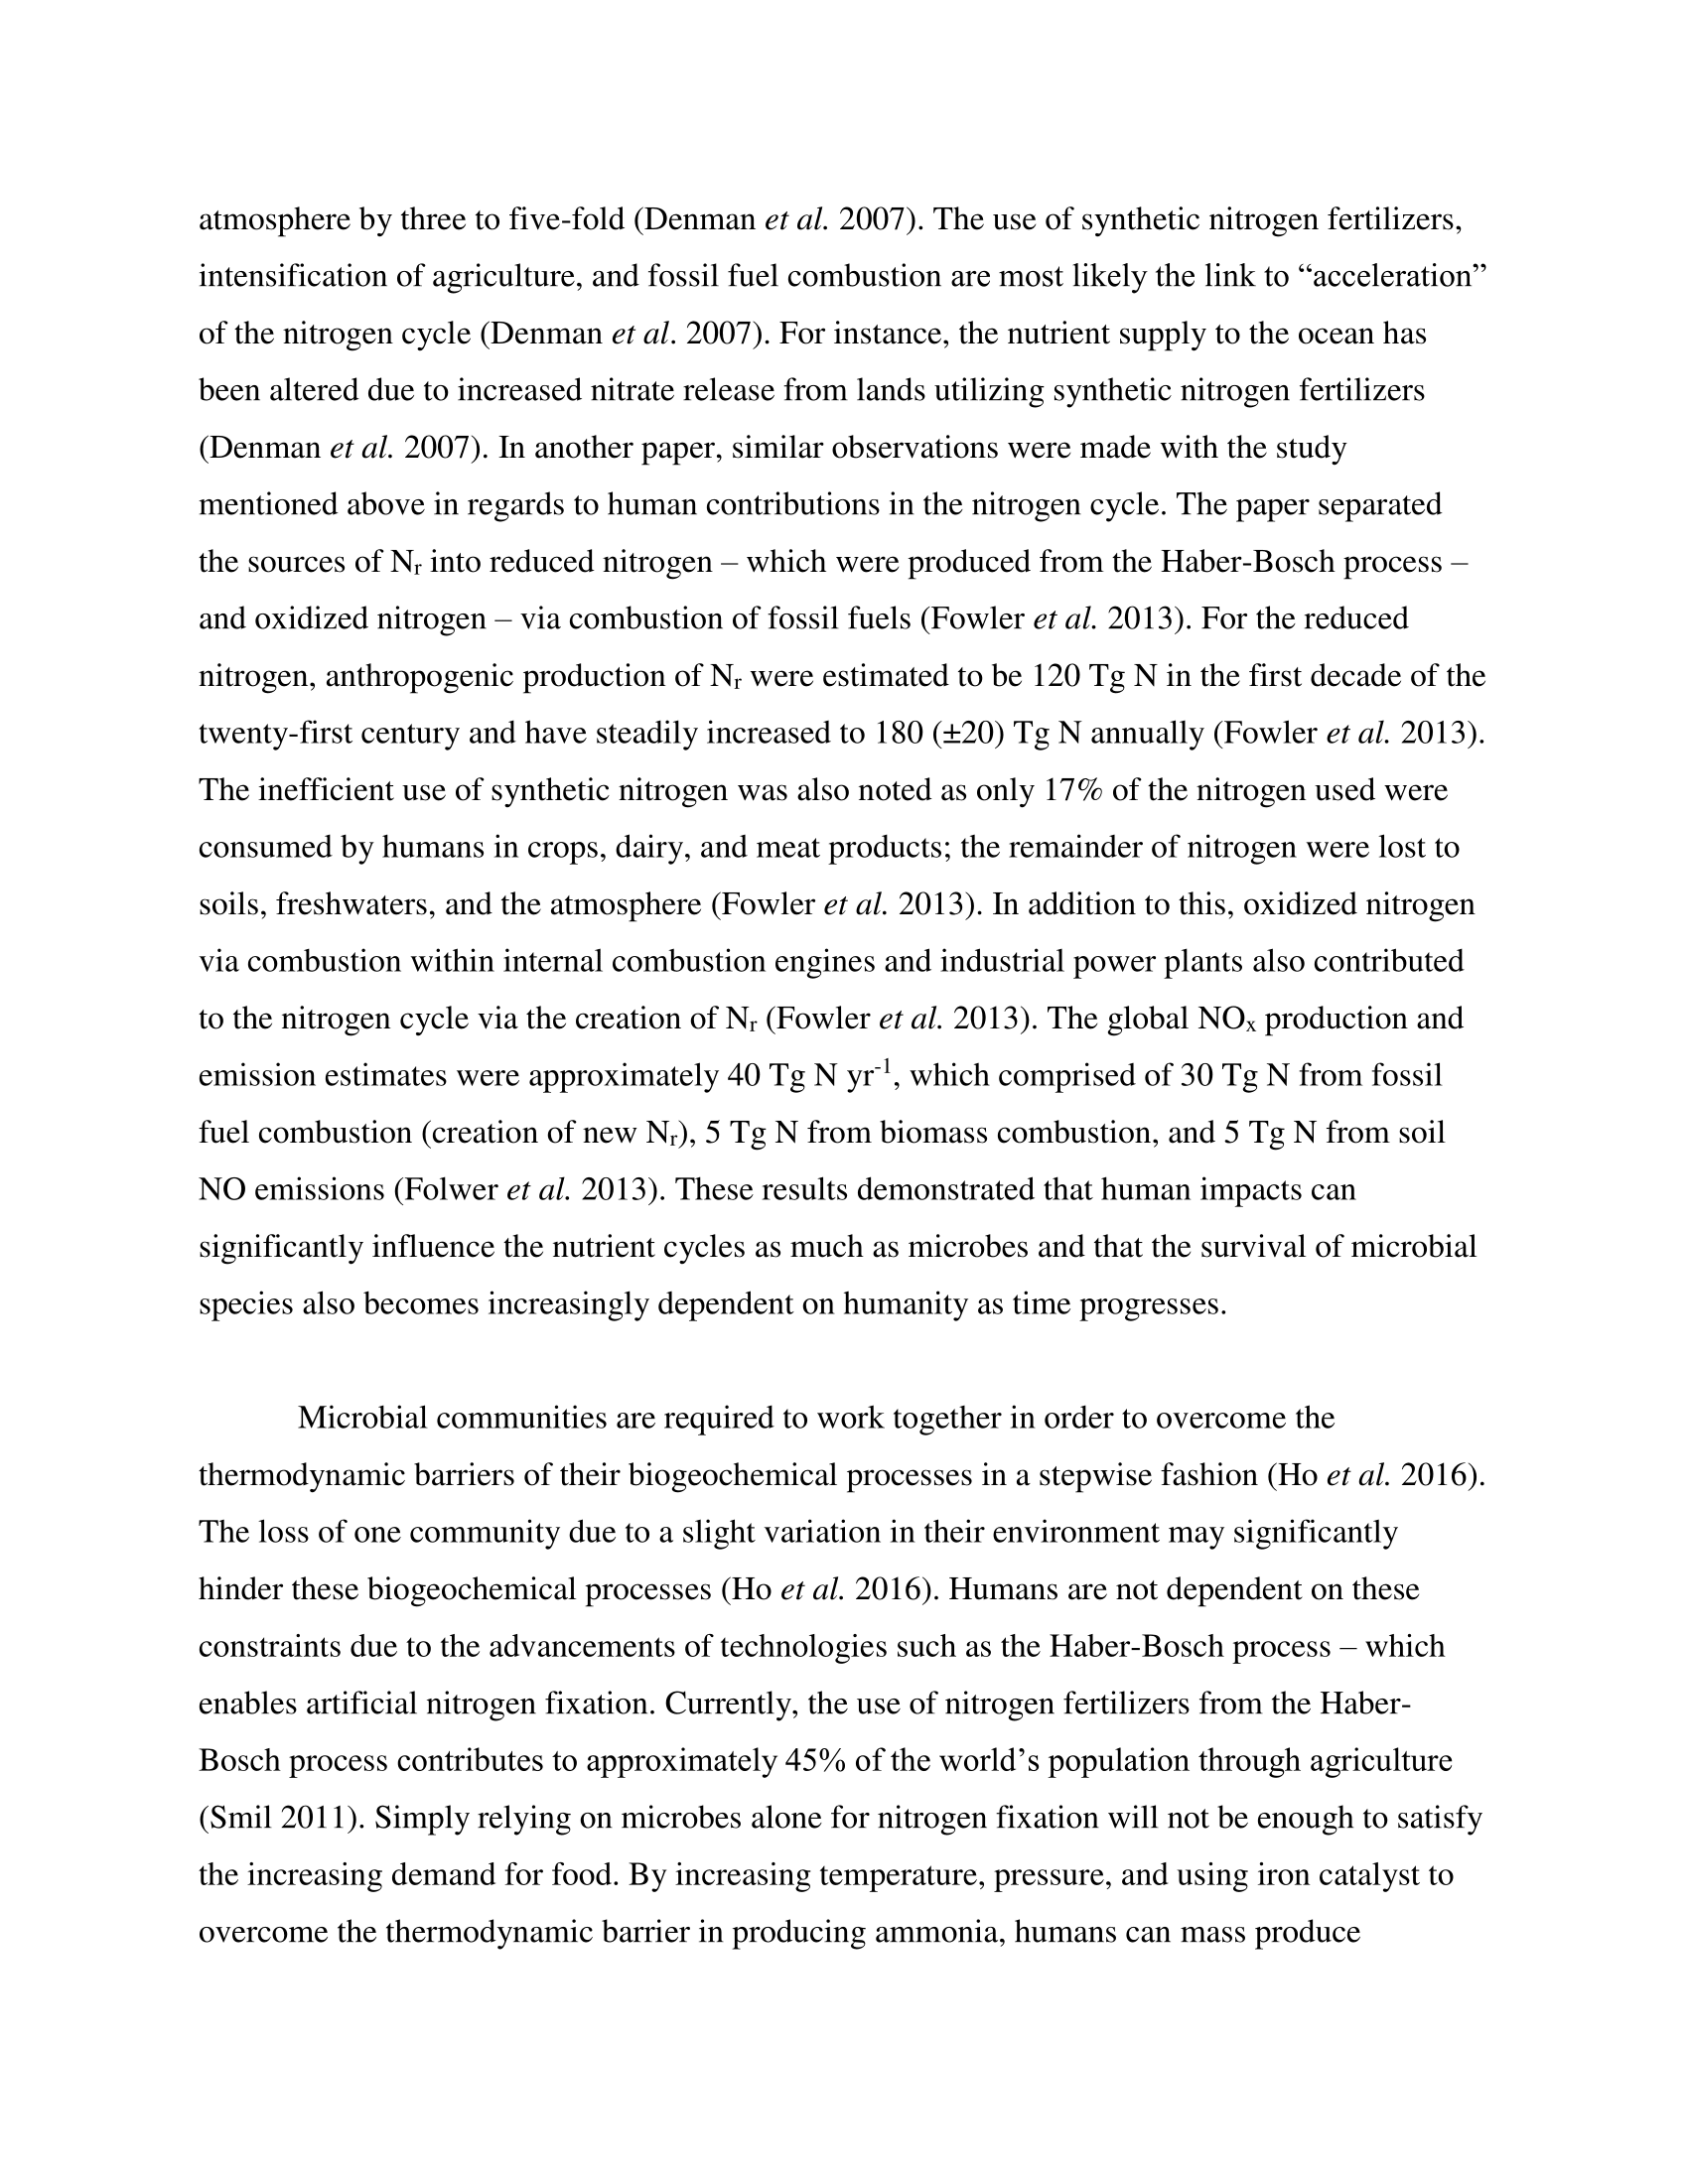 atmosphere by three to five-fold (Denman et al. 2007). The use of synthetic nitrogen fertilizers,
intensification of agriculture, and fossil fuel combustion are most likely the link to “acceleration”
of the nitrogen cycle (Denman et al. 2007). For instance, the nutrient supply to the ocean has
been altered due to increased nitrate release from lands utilizing synthetic nitrogen fertilizers
(Denman et al. 2007). In another paper, similar observations were made with the study
mentioned above in regards to human contributions in the nitrogen cycle. The paper separated
the sources of Nr into reduced nitrogen – which were produced from the Haber-Bosch process –
and oxidized nitrogen – via combustion of fossil fuels (Fowler et al. 2013). For the reduced
nitrogen, anthropogenic production of Nr were estimated to be 120 Tg N in the first decade of the
twenty-first century and have steadily increased to 180 (±20) Tg N annually (Fowler et al. 2013).
The inefficient use of synthetic nitrogen was also noted as only 17% of the nitrogen used were
consumed by humans in crops, dairy, and meat products; the remainder of nitrogen were lost to
soils, freshwaters, and the atmosphere (Fowler et al. 2013). In addition to this, oxidized nitrogen
via combustion within internal combustion engines and industrial power plants also contributed
to the nitrogen cycle via the creation of Nr (Fowler et al. 2013). The global NOx production and
emission estimates were approximately 40 Tg N yr-1, which comprised of 30 Tg N from fossil
fuel combustion (creation of new Nr), 5 Tg N from biomass combustion, and 5 Tg N from soil
NO emissions (Folwer et al. 2013). These results demonstrated that human impacts can
significantly influence the nutrient cycles as much as microbes and that the survival of microbial
species also becomes increasingly dependent on humanity as time progresses.
Microbial communities are required to work together in order to overcome the
thermodynamic barriers of their biogeochemical processes in a stepwise fashion (Ho et al. 2016).
The loss of one community due to a slight variation in their environment may significantly
hinder these biogeochemical processes (Ho et al. 2016). Humans are not dependent on these
constraints due to the advancements of technologies such as the Haber-Bosch process – which
enables artificial nitrogen fixation. Currently, the use of nitrogen fertilizers from the Haber-
Bosch process contributes to approximately 45% of the world’s population through agriculture
(Smil 2011). Simply relying on microbes alone for nitrogen fixation will not be enough to satisfy
the increasing demand for food. By increasing temperature, pressure, and using iron catalyst to
overcome the thermodynamic barrier in producing ammonia, humans can mass produce